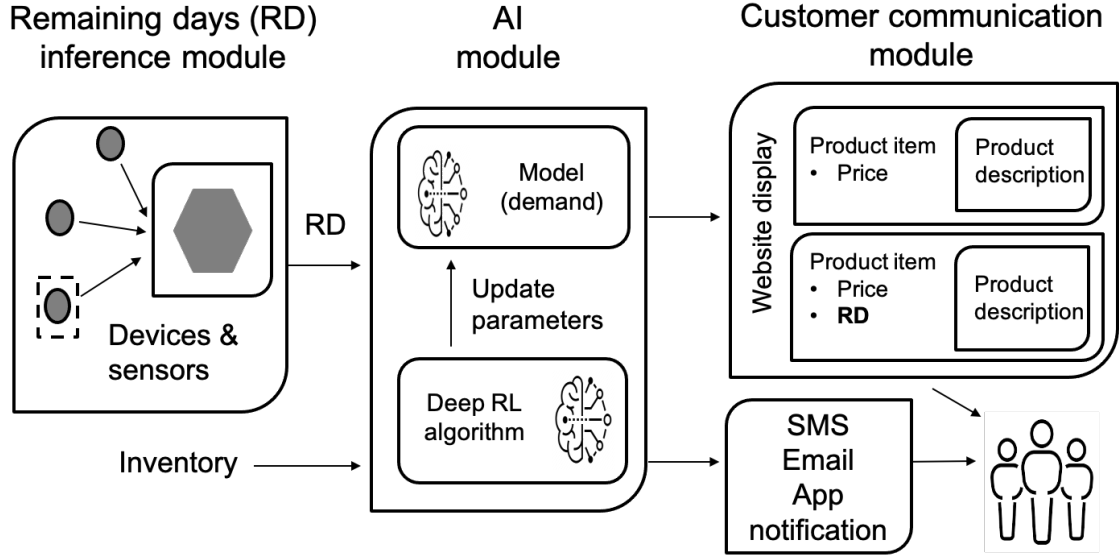 Remaining days (RD)
inference module
Devices &
sensors
RD
Inventory
AI
module
Model
(demand)
Update
parameters
Deep RL
algorithm
Customer communication
module
Website display
Product item
• Price
Product
description
Product item
• Price
• RD
Product
description
SMS
Email
App
notification